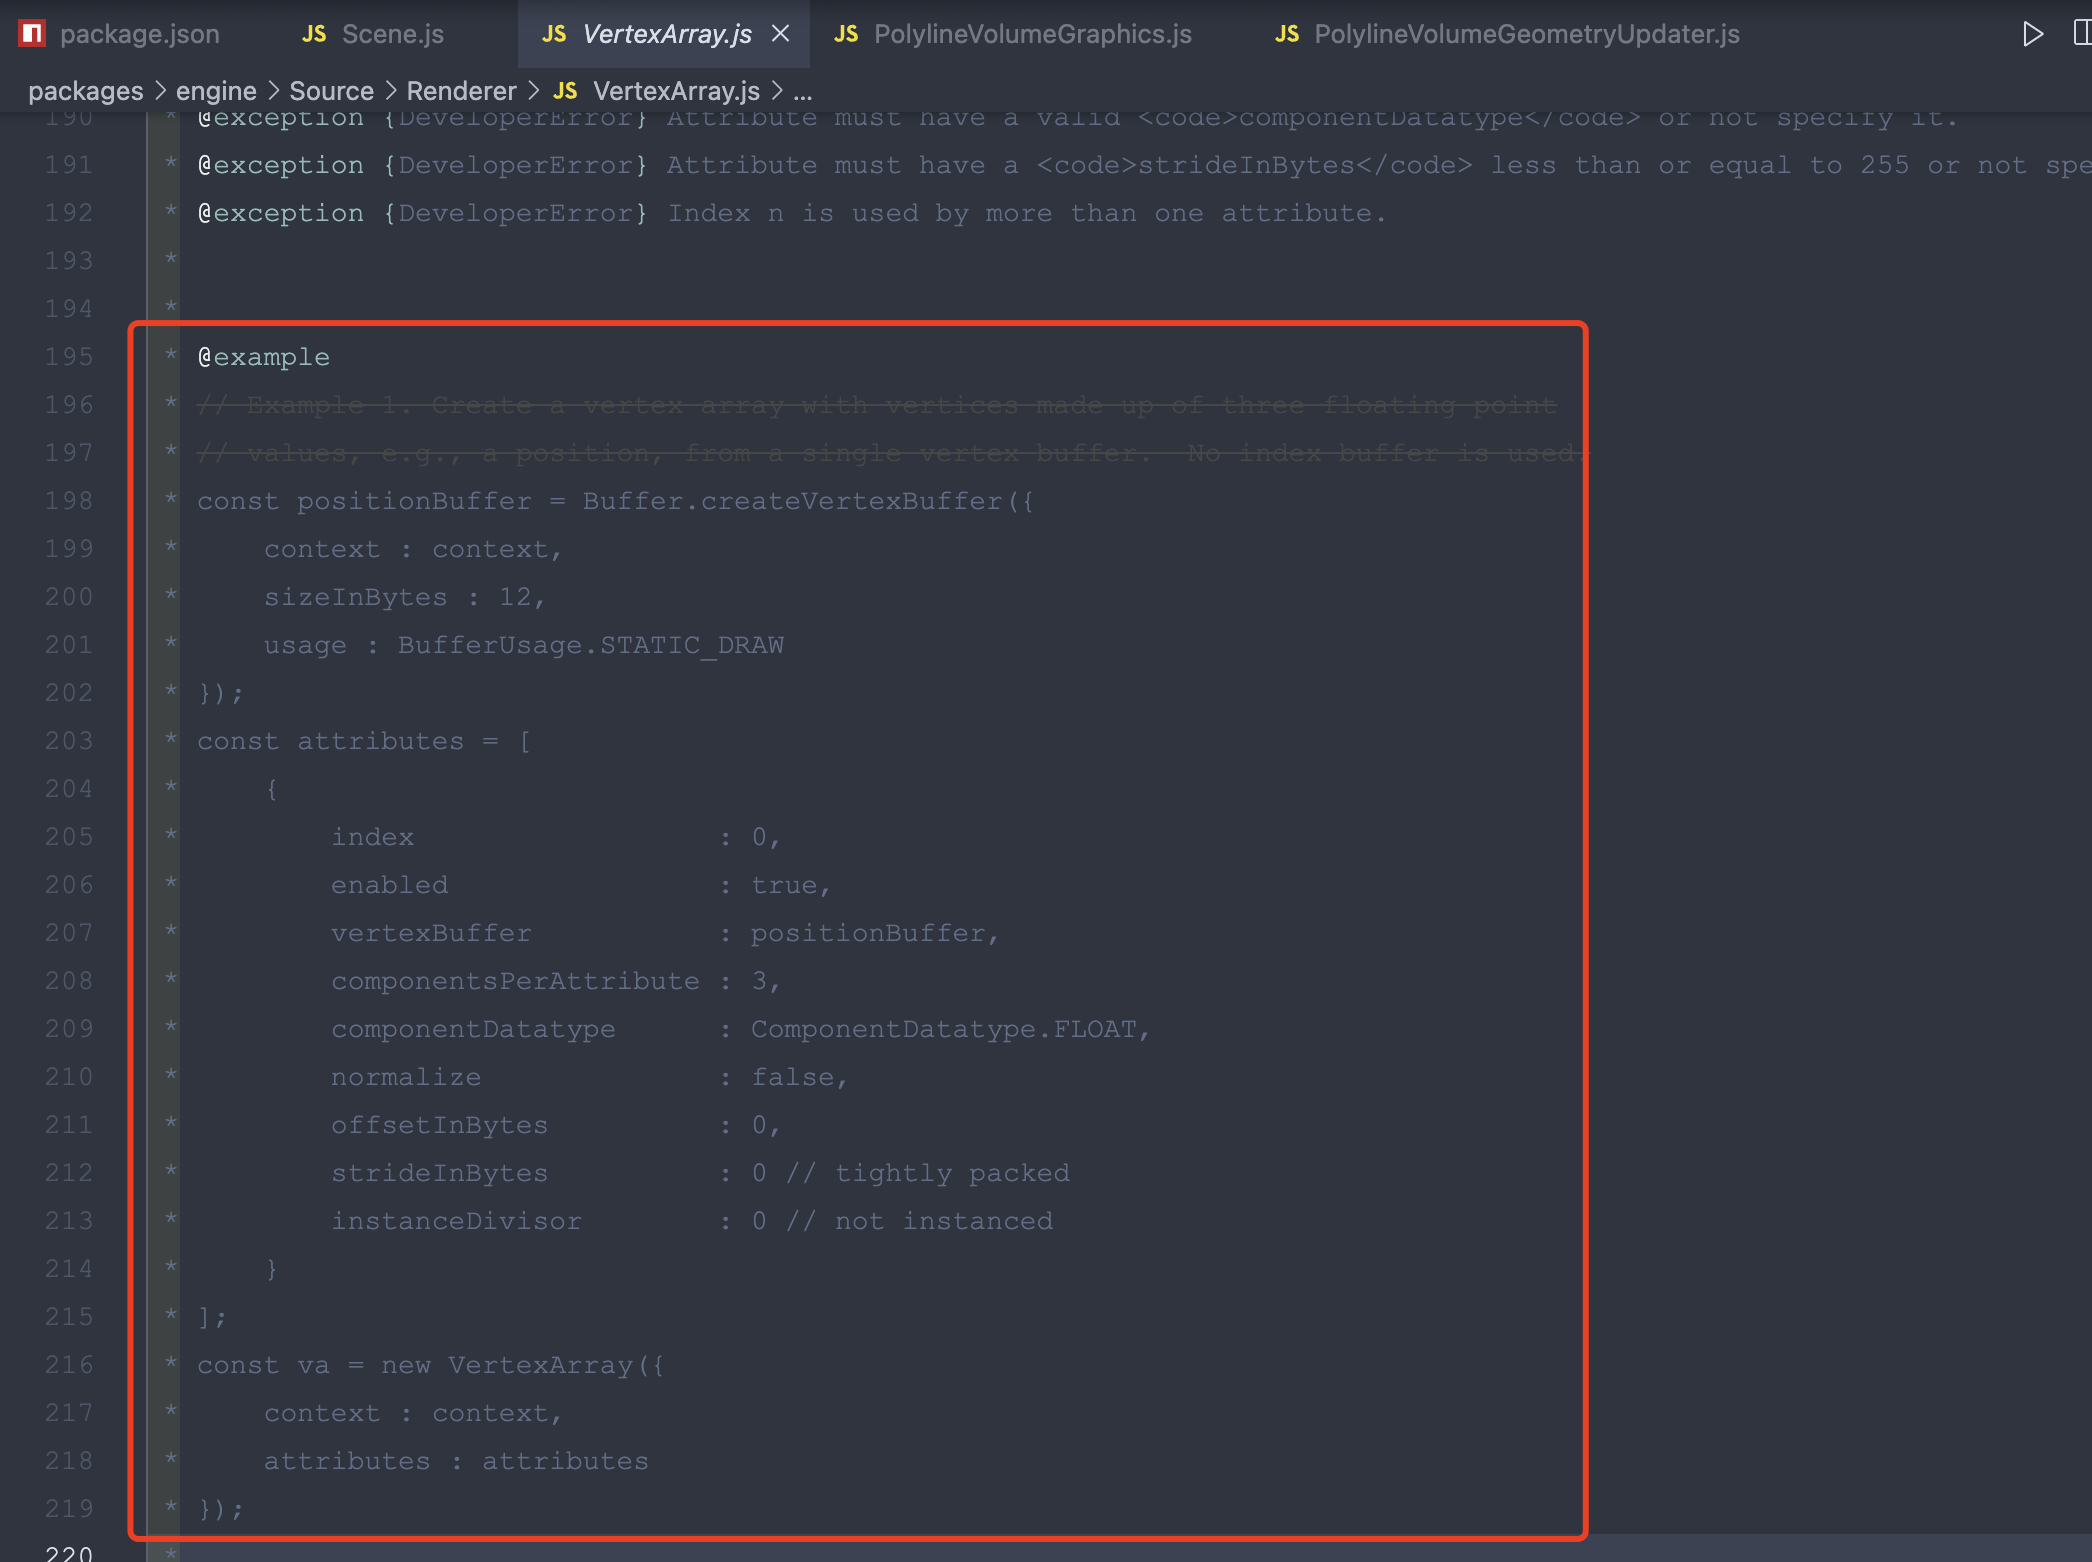 package.json JS Scene.js JS VertexArray.js JS PolylineVolumeGraphics.js JS PolylineVolumeGeometryUpdater.js
packages > engine > Source > Renderer > JS VertexArray.js > ...
190 * @exception {DeveloperError} Attribute must have a valid <code>componentDatatype</code> or not specify it.
191 * @exception {DeveloperError} Attribute must have a <code>strideInBytes</code> less than or equal to 255 or not spe
192 * @exception {DeveloperError} Index n is used by more than one attribute.
193 *
194 *
195 * @example
196 * // Example 1. Create a vertex array with vertices made up of three floating point
197 * // values, e.g., a position, from a single vertex buffer.  No index buffer is used.
198 * const positionBuffer = Buffer.createVertexBuffer({
199 *     context : context,
200 *     sizeInBytes : 12,
201 *     usage : BufferUsage.STATIC_DRAW
202 * });
203 * const attributes = [
204 *     {
205 *         index                  : 0,
206 *         enabled                : true,
207 *         vertexBuffer           : positionBuffer,
208 *         componentsPerAttribute : 3,
209 *         componentDatatype      : ComponentDatatype.FLOAT,
210 *         normalize              : false,
211 *         offsetInBytes          : 0,
212 *         strideInBytes          : 0 // tightly packed
213 *         instanceDivisor        : 0 // not instanced
214 *     }
215 * ];
216 * const va = new VertexArray({
217 *     context : context,
218 *     attributes : attributes
219 * });
220 *